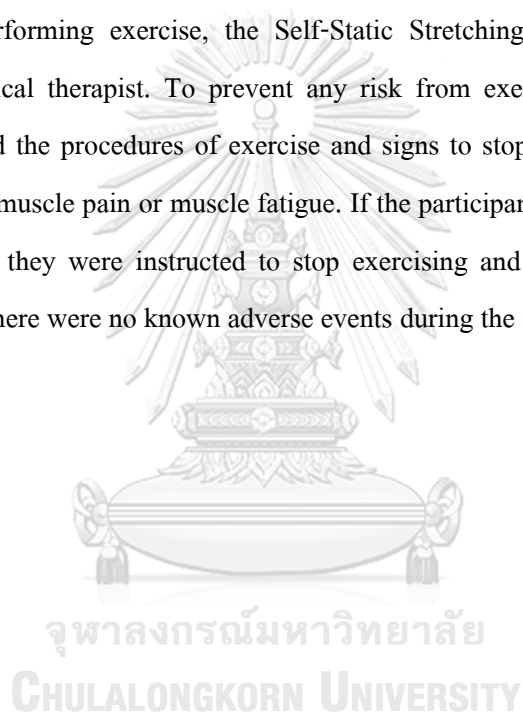 rforming exercise, the Self-Static Stretching
ical therapist. To prevent any risk from exe
d the procedures of exercise and signs to stop
muscle pain or muscle fatigue. If the participan
they were instructed to stop exercising and
here were no known adverse events during the
จุฬาลงกรณ์มหาวิทยาลัย
CHULALONGKORN UNIVERSITY